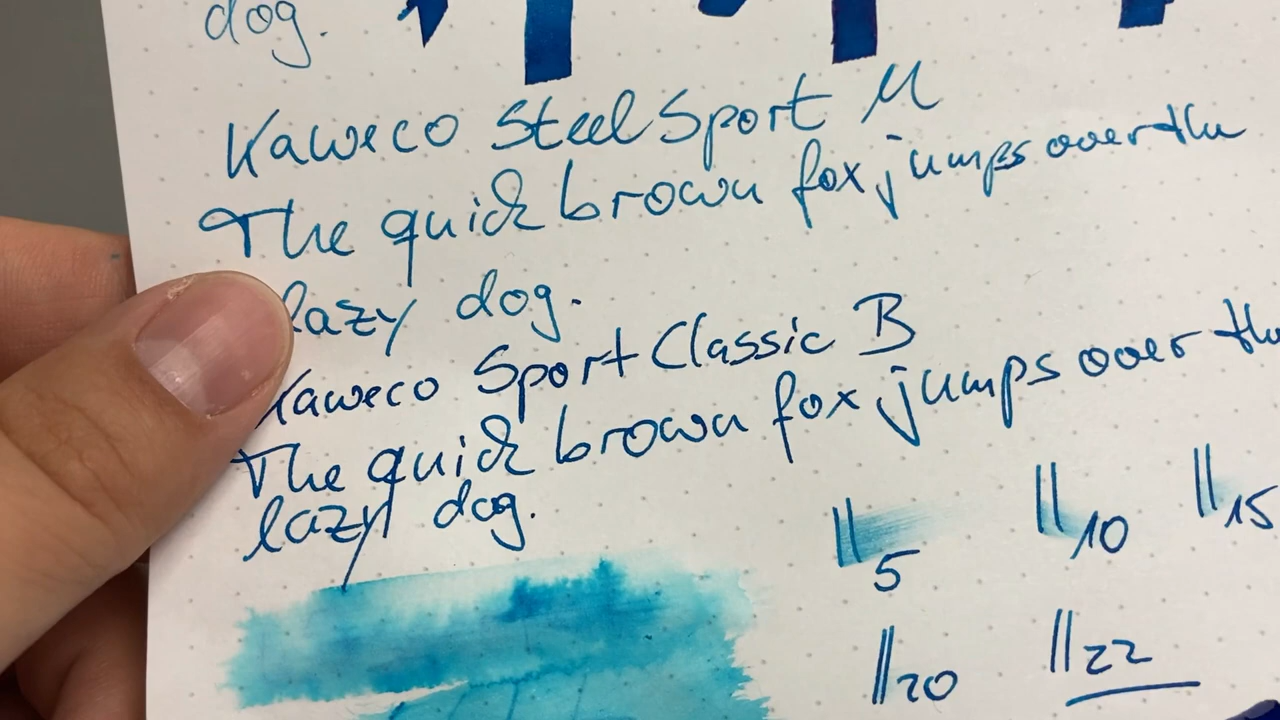 dog.
Kaweco Steel Sport M
The quick brown fox jumps over the
lazy dog.
Kaweco Sport Classic B
The quick brown fox jumps over the
lazy dog.
5 10 15
20 22